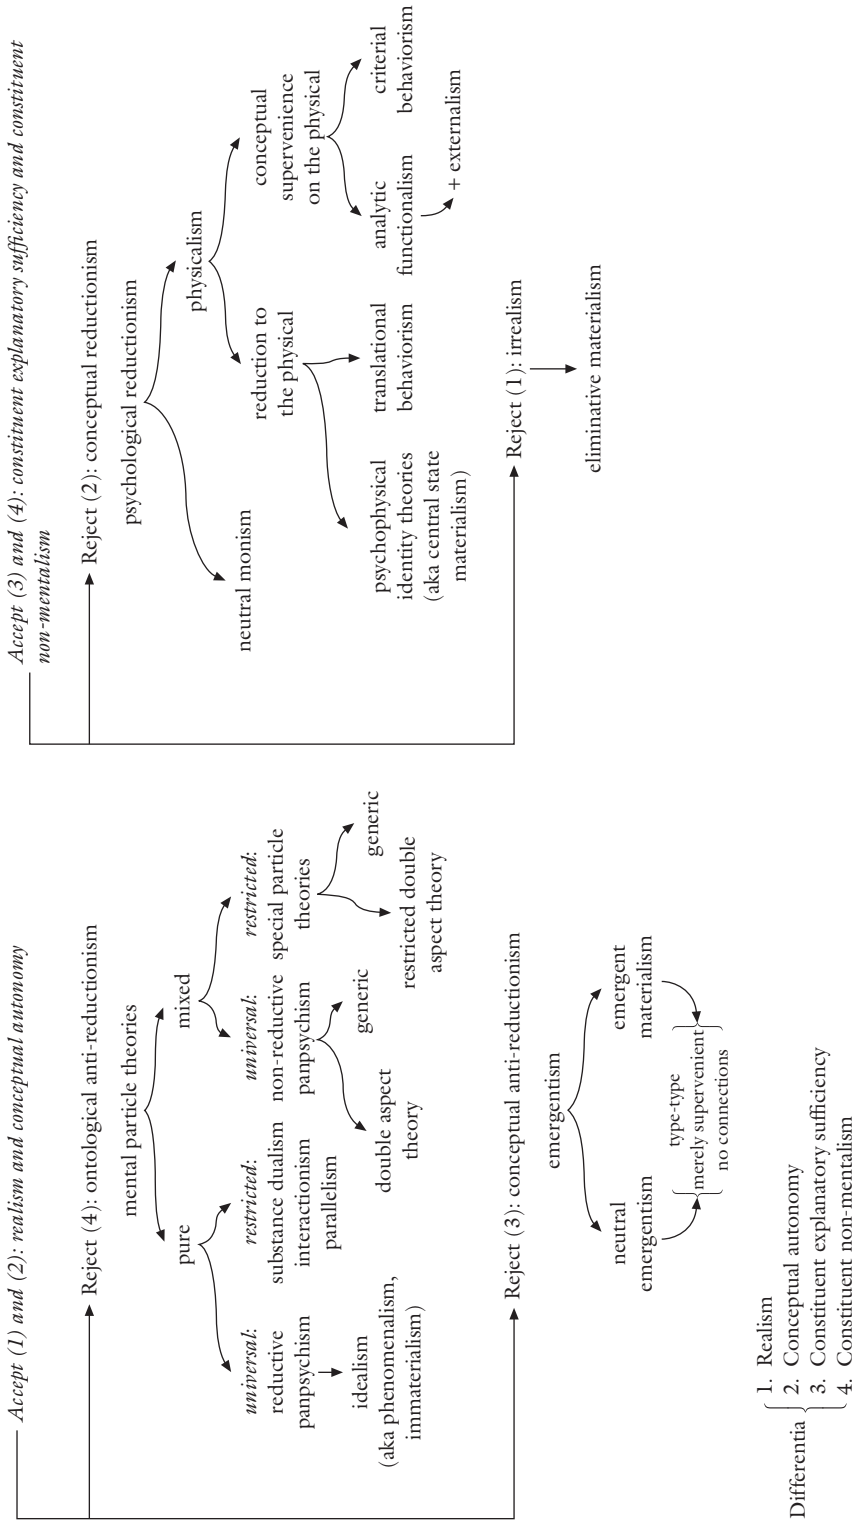 Accept (1) and (2): realism and conceptual autonomy
Reject (4): ontological anti-reductionism
mental particle theories
pure
mixed
universal:
reductive
panpsychism
restricted:
substance dualism
interactionism
parallelism
universal:
non-reductive
panpsychism
restricted:
special particle
theories
idealism
(aka phenomenalism,
immaterialism)
double aspect
theory
generic
restricted double
aspect theory
generic
Reject (3): conceptual anti-reductionism
emergentism
neutral
emergentism
emergent
materialism
type-type
merely supervenient
no connections
Differentia
1. Realism
2. Conceptual autonomy
3. Constituent explanatory sufficiency
4. Constituent non-mentalism
Accept (3) and (4): constituent explanatory sufficiency and constituent
non-mentalism
Reject (2): conceptual reductionism
psychological reductionism
neutral monism
physicalism
reduction to
the physical
conceptual
supervenience
on the physical
psychophysical
identity theories
(aka central state
materialism)
translational
behaviorism
analytic
functionalism
criterial
behaviorism
+ externalism
Reject (1): irrealism
eliminative materialism